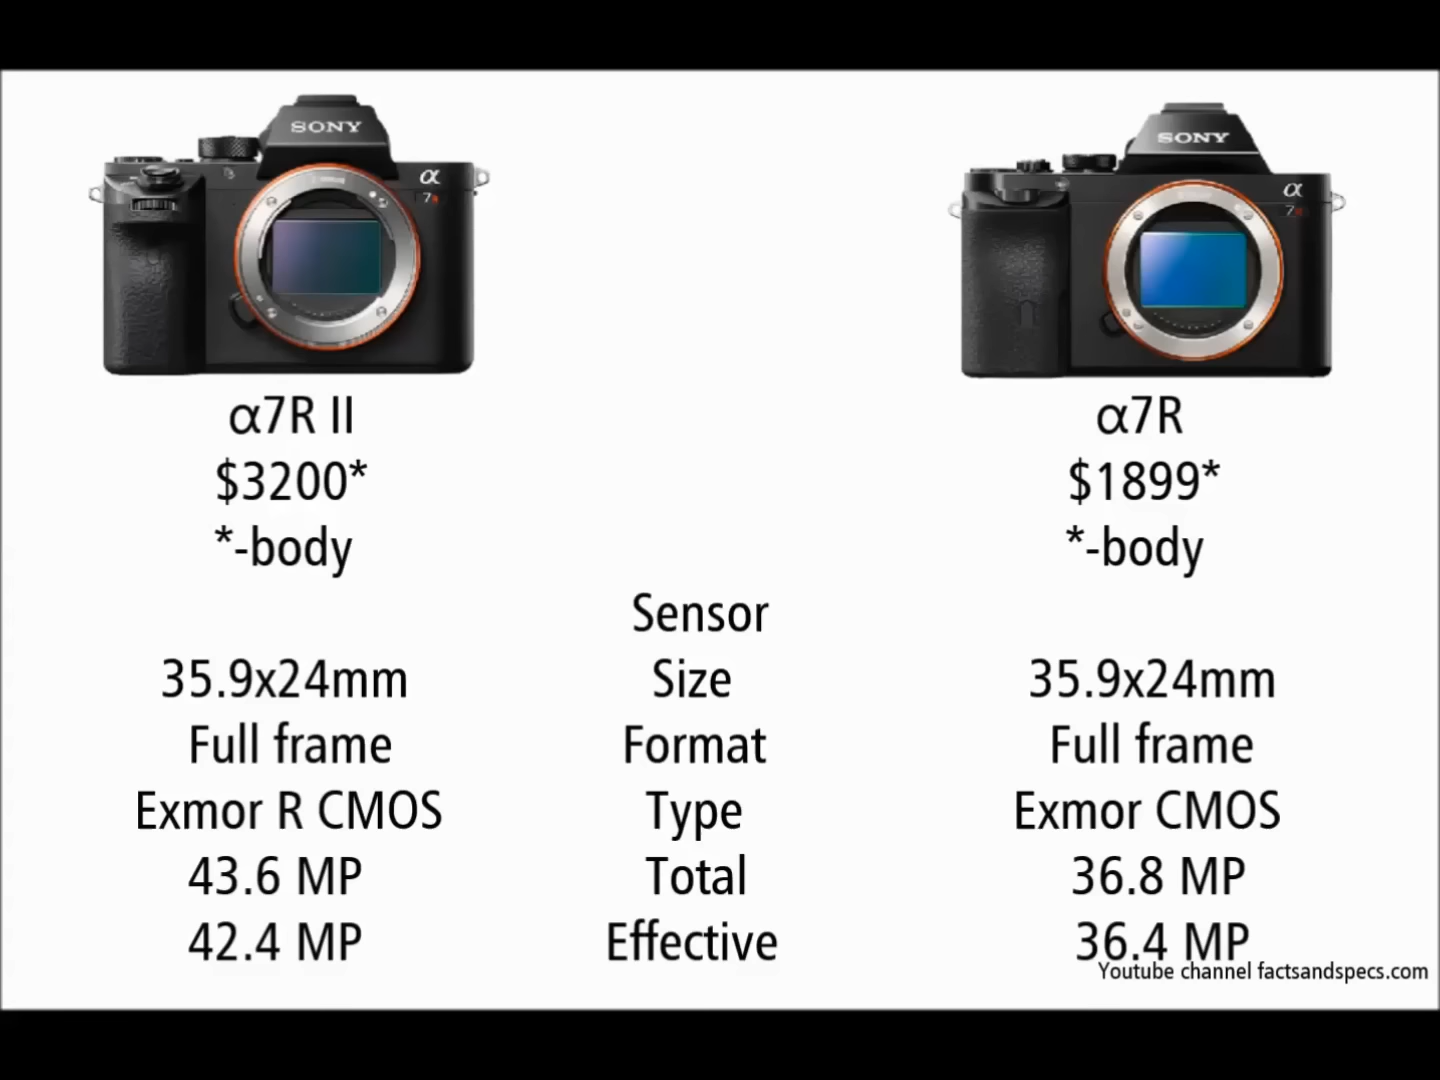 SONY
α
7R
SONY
α
7R
α7R II
α7R
$3200*
$1899*
*-body
*-body
Sensor
35.9x24mm Size 35.9x24mm
Full frame Format Full frame
Exmor R CMOS Type Exmor CMOS
43.6 MP Total 36.8 MP
42.4 MP Effective 36.4 MP
Youtube channel factsandspecs.com